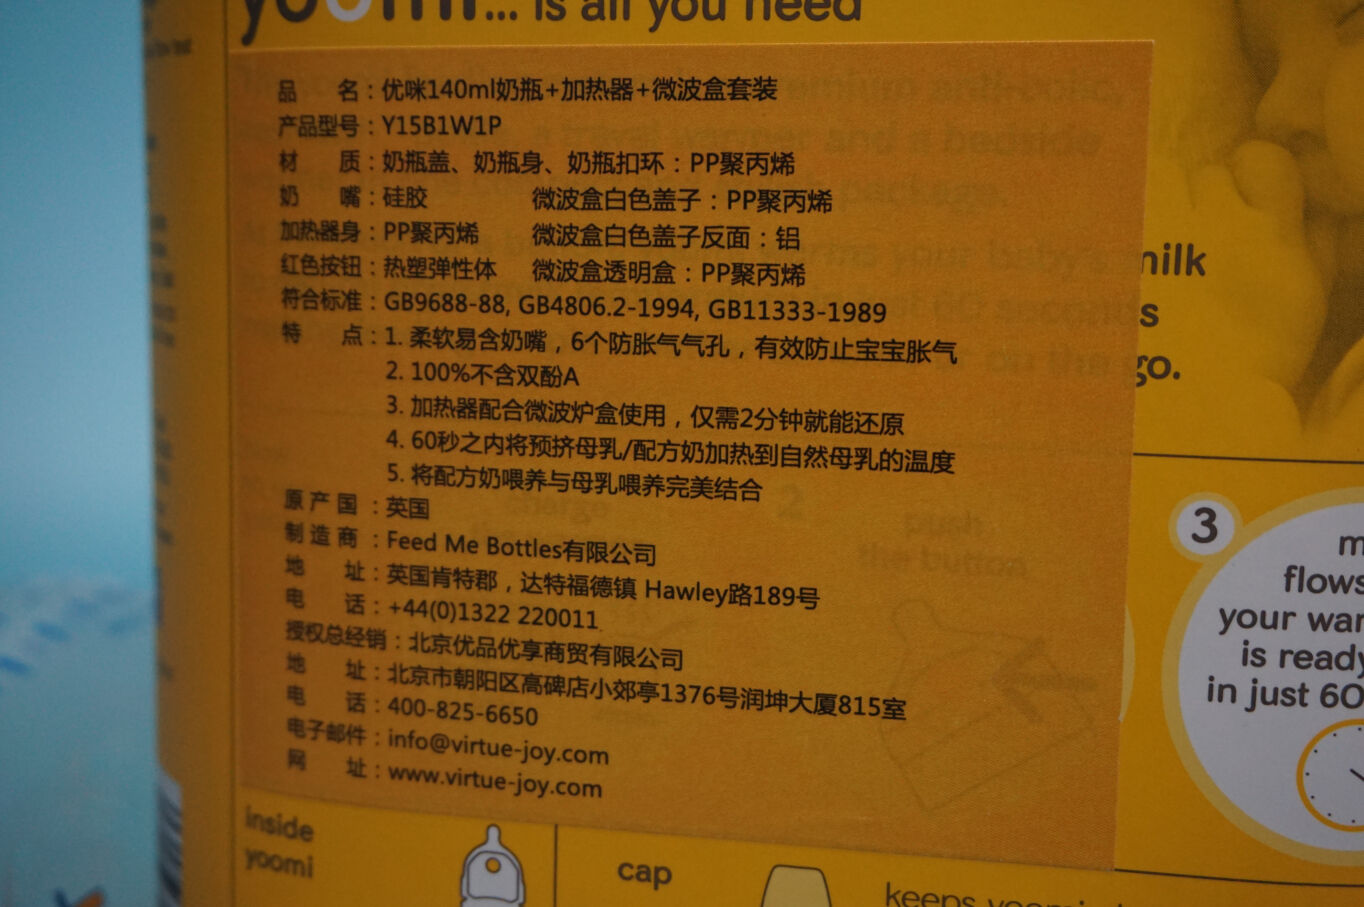 yoomi... is all you need
品 名：优咪140ml奶瓶+加热器+微波盒套装
产品型号：Y15B1W1P
材 质：奶瓶盖、奶瓶身、奶瓶扣环：PP聚丙烯
奶 嘴：硅胶 微波盒白色盖子：PP聚丙烯
加热器身：PP聚丙烯 微波盒白色盖子反面：铝
红色按钮：热塑弹性体 微波盒透明盒：PP聚丙烯
符合标准：GB9688-88, GB4806.2-1994, GB11333-1989
特 点：1. 柔软易含奶嘴，6个防胀气气孔，有效防止宝宝胀气
2. 100%不含双酚A
3. 加热器配合微波炉盒使用，仅需2分钟就能还原
4. 60秒之内将预挤母乳/配方奶加热到自然母乳的温度
5. 将配方奶喂养与母乳喂养完美结合
原 产 国：英国
制 造 商：Feed Me Bottles有限公司
地 址：英国肯特郡，达特福德镇 Hawley路189号
电 话：+44(0)1322 220011
授权总经销：北京优品优享商贸有限公司
地 址：北京市朝阳区高碑店小郊亭1376号润坤大厦815室
电 话：400-825-6650
电子邮件：info@virtue-joy.com
网 址：www.virtue-joy.com
milk
s
go.
3
flows
your war
is ready
in just 60
inside
yoomi
cap
keeps yoomi